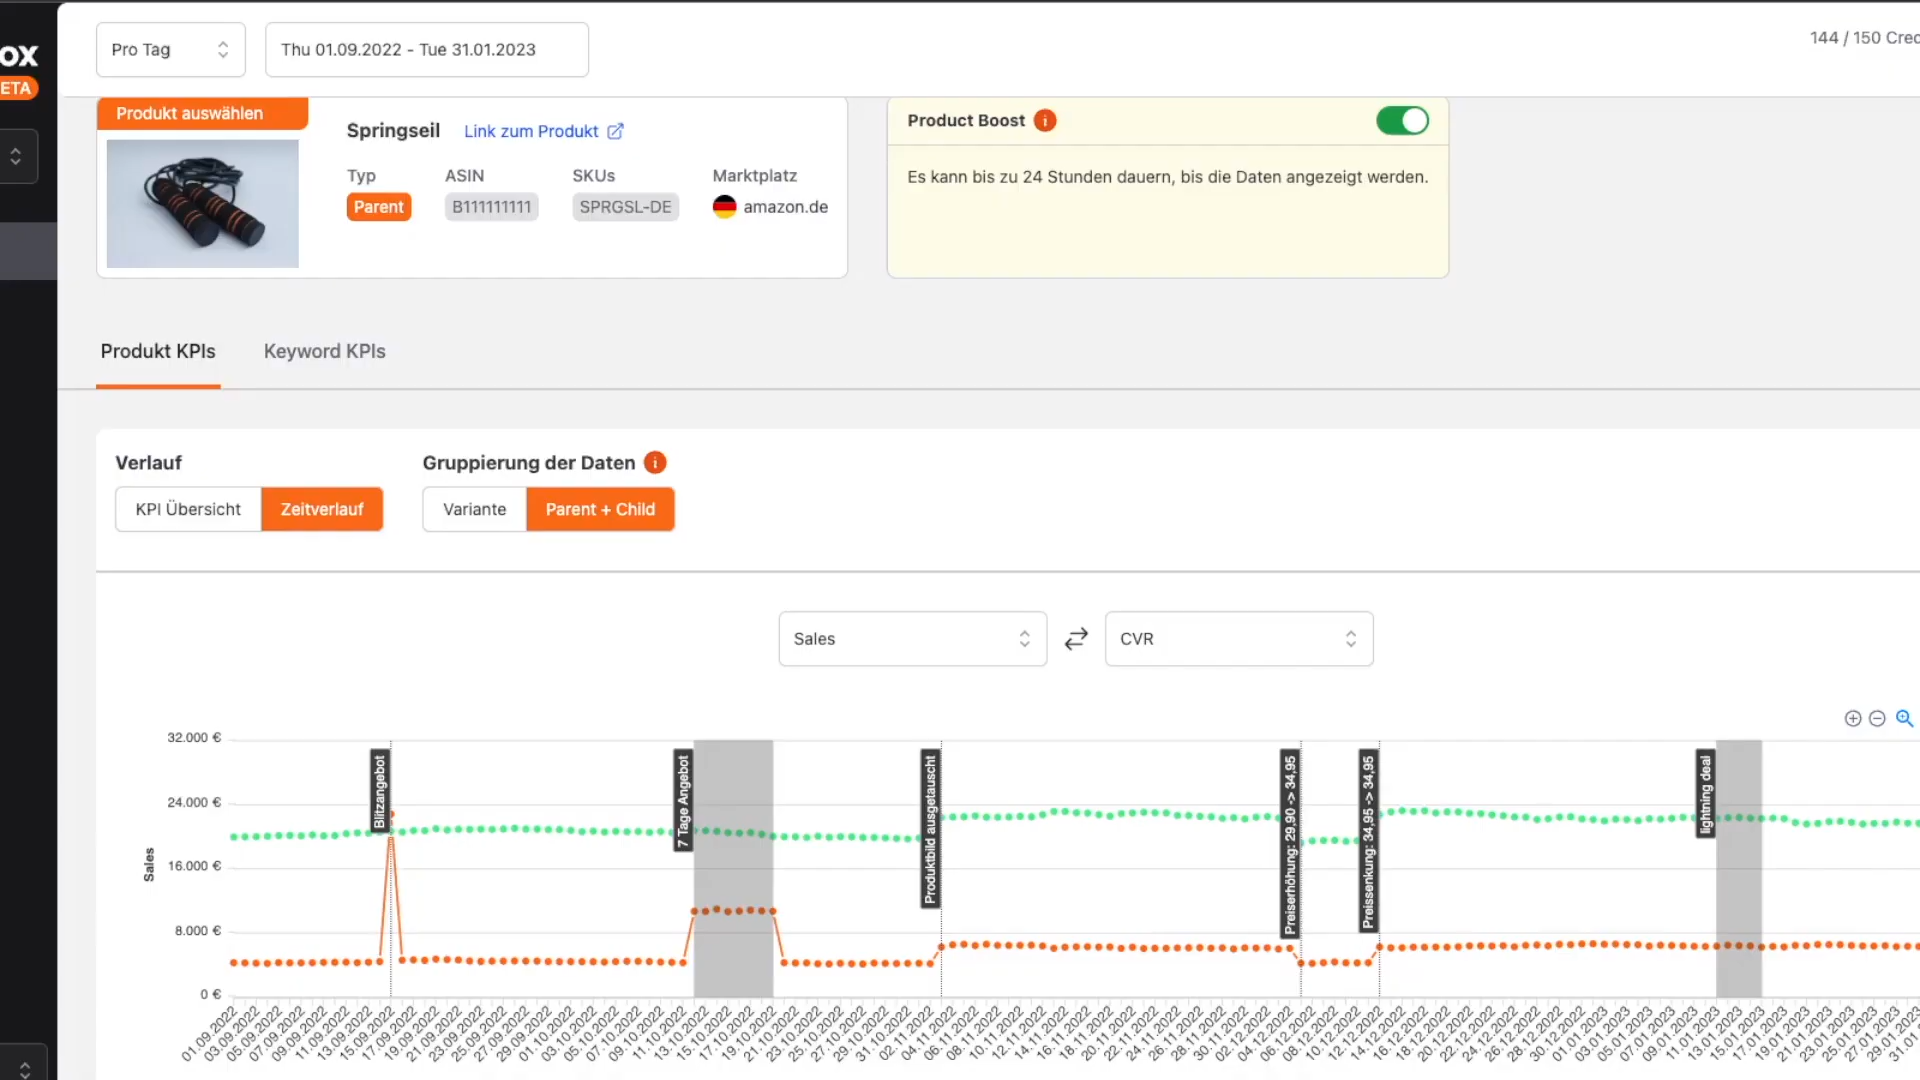 OX
ETA
Pro Tag
Thu 01.09.2022 - Tue 31.01.2023
144 / 150 Cred
Produkt auswählen
Springseil
Link zum Produkt
Typ
ASIN
SKUs
Marktplatz
Parent
B111111111
SPRGSL-DE
amazon.de
Product Boost
Es kann bis zu 24 Stunden dauern, bis die Daten angezeigt werden.
Produkt KPIs
Keyword KPIs
Verlauf
Gruppierung der Daten
KPI Übersicht
Zeitverlauf
Variante
Parent + Child
Sales
CVR
32.000 €
24.000 €
16.000 €
8.000 €
0 €
Sales
Blitzangebot
7 Tage Angebot
Produktbild ausgetauscht
Preiserhöhung: 29,90 -> 34,95
Preissenkung: 34,95 -> 34,95
lightning deal
01.09.2022
03.09.2022
05.09.2022
07.09.2022
09.09.2022
11.09.2022
13.09.2022
15.09.2022
17.09.2022
19.09.2022
21.09.2022
23.09.2022
25.09.2022
27.09.2022
29.09.2022
01.10.2022
03.10.2022
05.10.2022
07.10.2022
09.10.2022
11.10.2022
13.10.2022
15.10.2022
17.10.2022
19.10.2022
21.10.2022
23.10.2022
25.10.2022
27.10.2022
29.10.2022
31.10.2022
02.11.2022
04.11.2022
06.11.2022
08.11.2022
10.11.2022
12.11.2022
14.11.2022
16.11.2022
18.11.2022
20.11.2022
22.11.2022
24.11.2022
26.11.2022
28.11.2022
30.11.2022
02.12.2022
04.12.2022
06.12.2022
08.12.2022
10.12.2022
12.12.2022
14.12.2022
16.12.2022
18.12.2022
20.12.2022
22.12.2022
24.12.2022
26.12.2022
28.12.2022
30.12.2022
01.01.2023
03.01.2023
05.01.2023
07.01.2023
09.01.2023
11.01.2023
13.01.2023
15.01.2023
17.01.2023
19.01.2023
21.01.2023
23.01.2023
25.01.2023
27.01.2023
29.01.2023
31.01